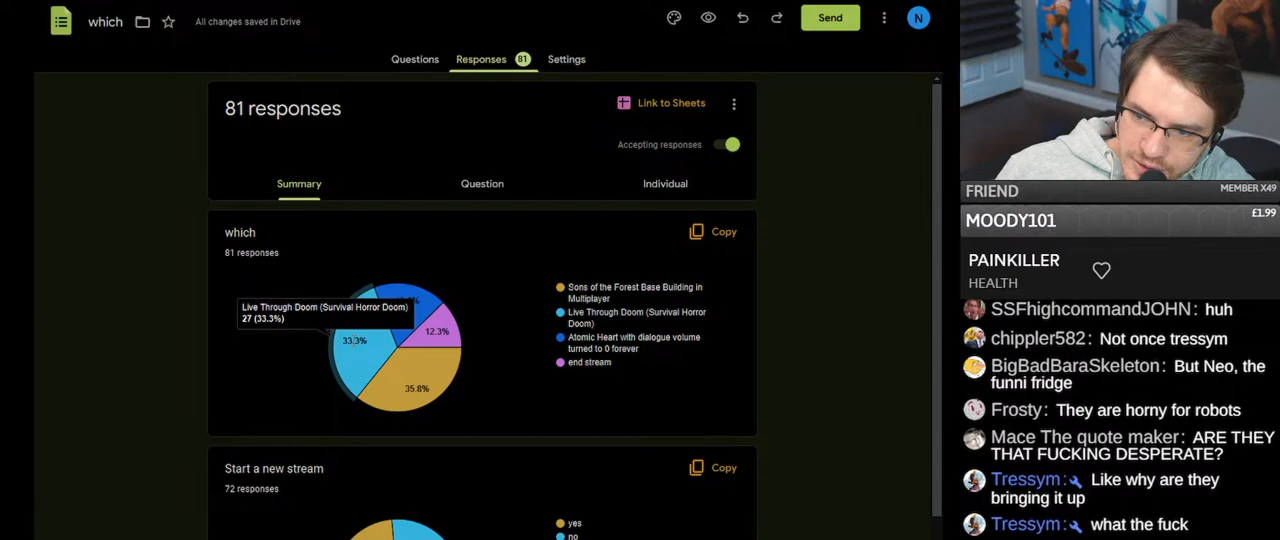 which
All changes saved in Drive
Send
N
Questions
Responses 81
Settings
81 responses
Link to Sheets
Accepting responses
Summary
Question
Individual
which
Copy
81 responses
Live Through Doom (Survival Horror Doom)
27 (33.3%)
33.3%
12.3%
35.8%
Sons of the Forest Base Building in
Multiplayer
Live Through Doom (Survival Horror
Doom)
Atomic Heart with dialogue volume
turned to 0 forever
end stream
Start a new stream
Copy
72 responses
yes
no
FRIEND
MEMBER X49
MOODY101
£1.99
PAINKILLER
HEALTH
SSFhighcommandJOHN: huh
chippler582: Not once tressym
BigBadBaraSkeleton: But Neo, the
funni fridge
Frosty: They are horny for robots
Mace The quote maker: ARE THEY
THAT FUCKING DESPERATE?
Tressym: Like why are they
bringing it up
Tressym: what the fuck